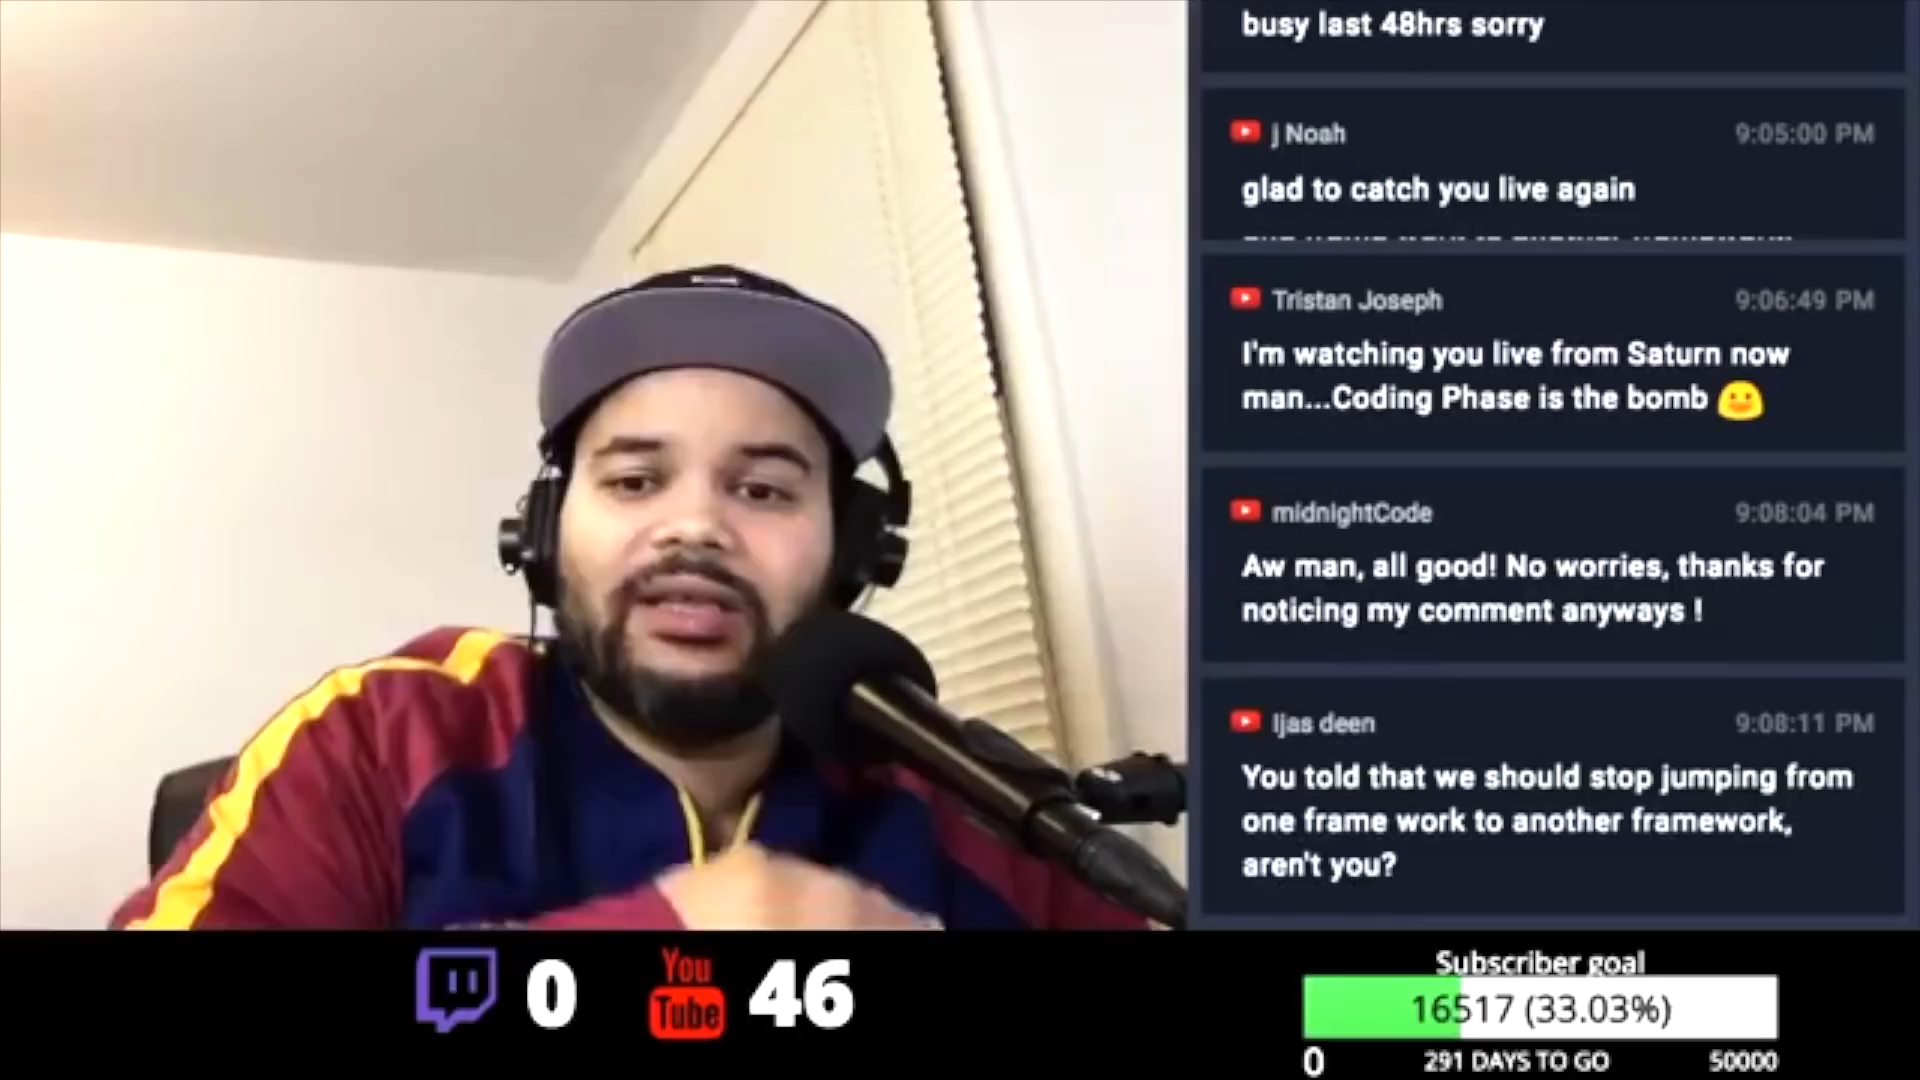 busy last 48hrs sorry
j Noah 9:05:00 PM
glad to catch you live again
Tristan Joseph 9:06:49 PM
I'm watching you live from Saturn now
man...Coding Phase is the bomb
midnightCode 9:08:04 PM
Aw man, all good! No worries, thanks for
noticing my comment anyways !
Ijas deen 9:08:11 PM
You told that we should stop jumping from
one frame work to another framework,
aren't you?
0 You Tube 46
Subscriber goal
16517 (33.03%)
0 291 DAYS TO GO 50000